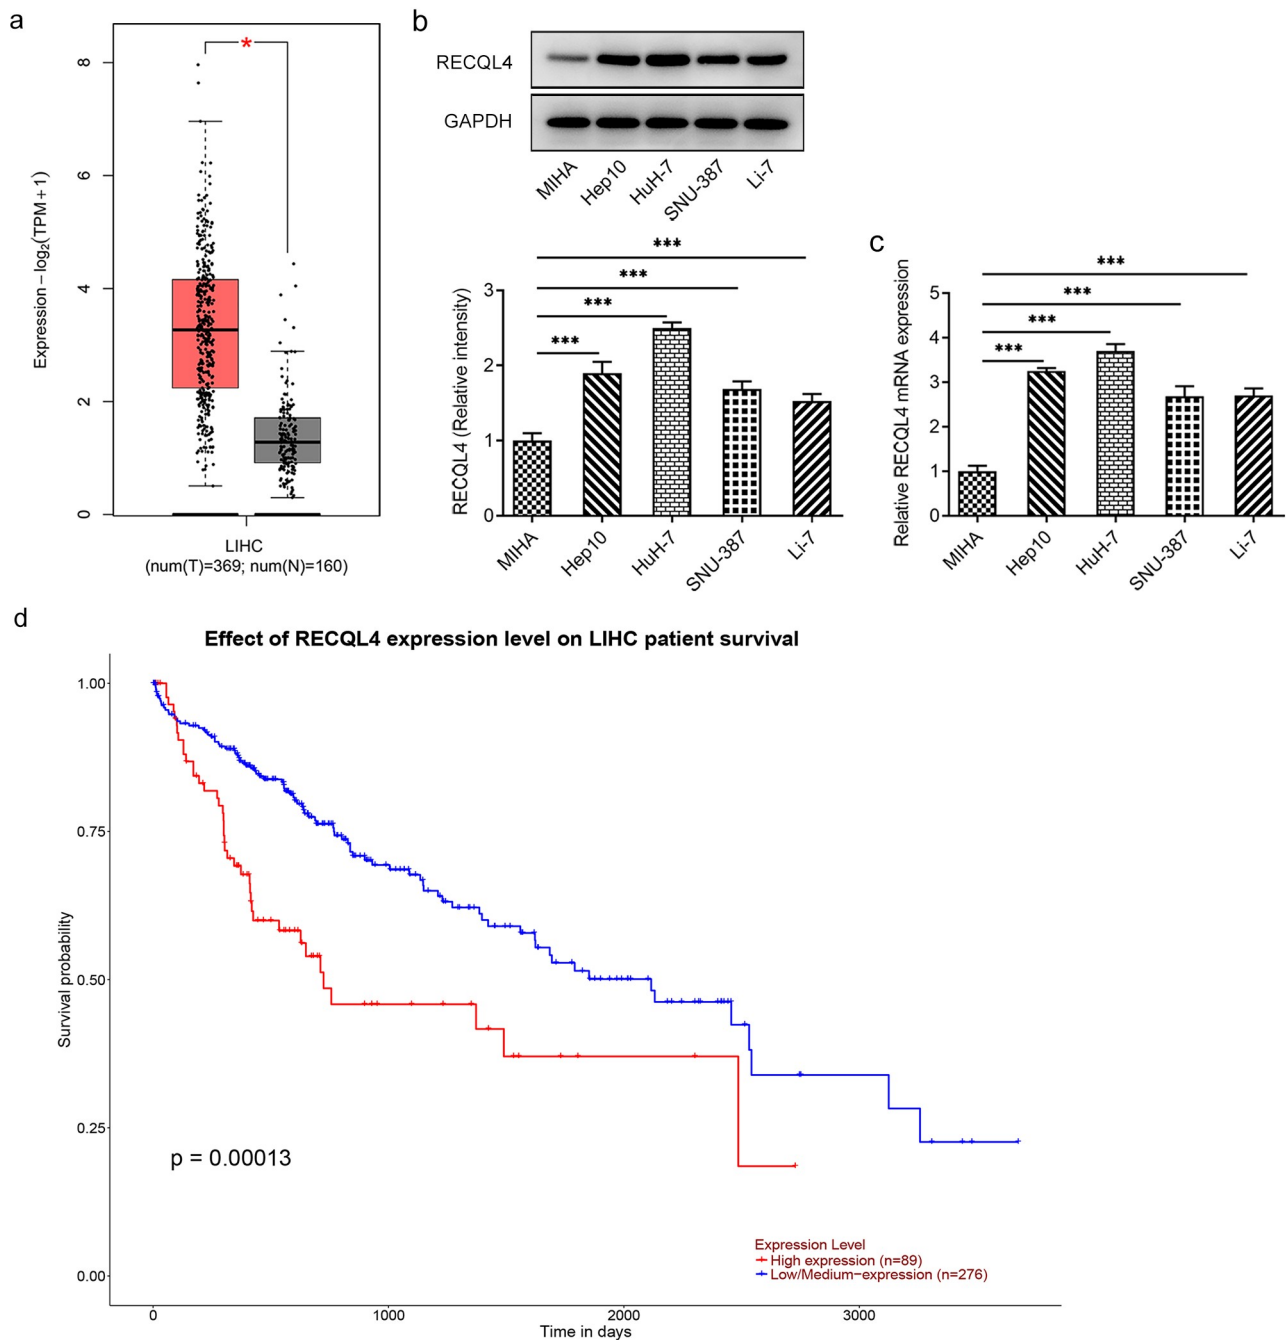 a
*
8
6
4
2
0
Expression − log₂(TPM + 1)
LIHC
(num(T)=369; num(N)=160)
b
RECQL4
GAPDH
MIHA
Hep10
HuH-7
SNU-387
Li-7
***
***
***
***
3
2
1
0
RECQL4 (Relative intensity)
MIHA
Hep10
HuH-7
SNU-387
Li-7
c
***
***
***
***
5
4
3
2
1
0
Relative RECQL4 mRNA expression
MIHA
Hep10
HuH-7
SNU-387
Li-7
d
Effect of RECQL4 expression level on LIHC patient survival
1.00
0.75
0.50
0.25
0.00
Survival probability
p = 0.00013
Expression Level
High expression (n=89)
Low/Medium−expression (n=276)
0
1000
2000
3000
Time in days